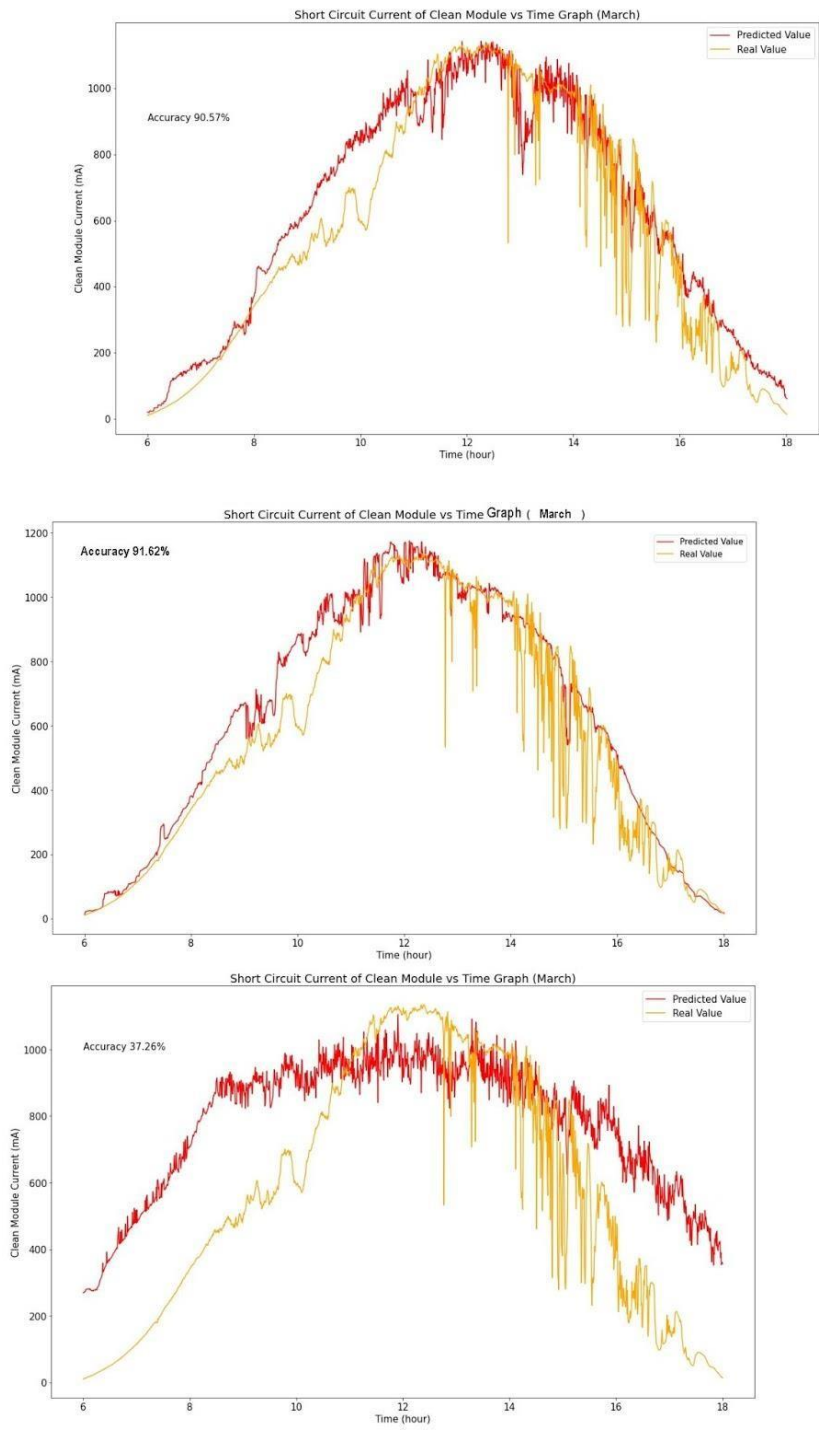 Short Circuit Current of Clean Module vs Time Graph (March)
Predicted Value
Real Value
Accuracy 90.57%
Clean Module Current (mA)
1000
800
600
400
200
0
6 8 10 12 14 16 18
Time (hour)
Short Circuit Current of Clean Module vs Time Graph ( March )
Accuracy 91.62%
Predicted Value
Real Value
Clean Module Current (mA)
1200
1000
800
600
400
200
0
6 8 10 12 14 16 18
Time (hour)
Short Circuit Current of Clean Module vs Time Graph (March)
Predicted Value
Real Value
Accuracy 37.26%
Clean Module Current (mA)
1000
800
600
400
200
0
6 8 10 12 14 16 18
Time (hour)